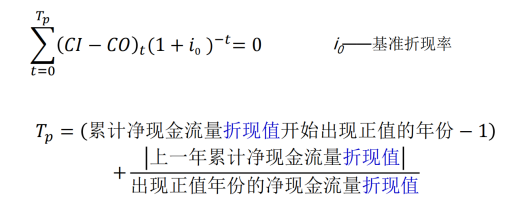 $\sum_{t=0}^{T_p}(CI-CO)_t(1+i_0)^{-t}=0$ i₀——基准折现率
$T_p$ = (累计净现金流量折现值开始出现正值的年份 − 1)
+ |上一年累计净现金流量折现值|
出现正值年份的净现金流量折现值